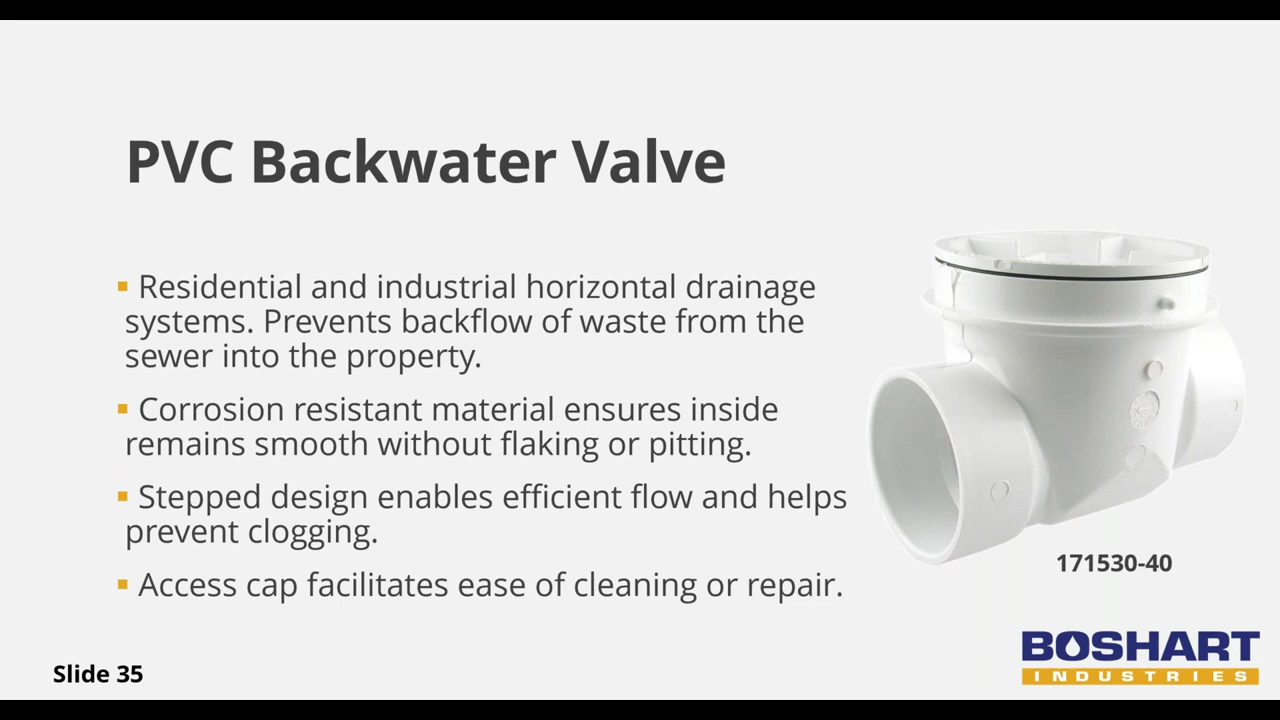 PVC Backwater Valve
▪ Residential and industrial horizontal drainage
systems. Prevents backflow of waste from the
sewer into the property.
▪ Corrosion resistant material ensures inside
remains smooth without flaking or pitting.
▪ Stepped design enables efficient flow and helps
prevent clogging.
▪ Access cap facilitates ease of cleaning or repair.
171530-40
BOSHART
INDUSTRIES
Slide 35